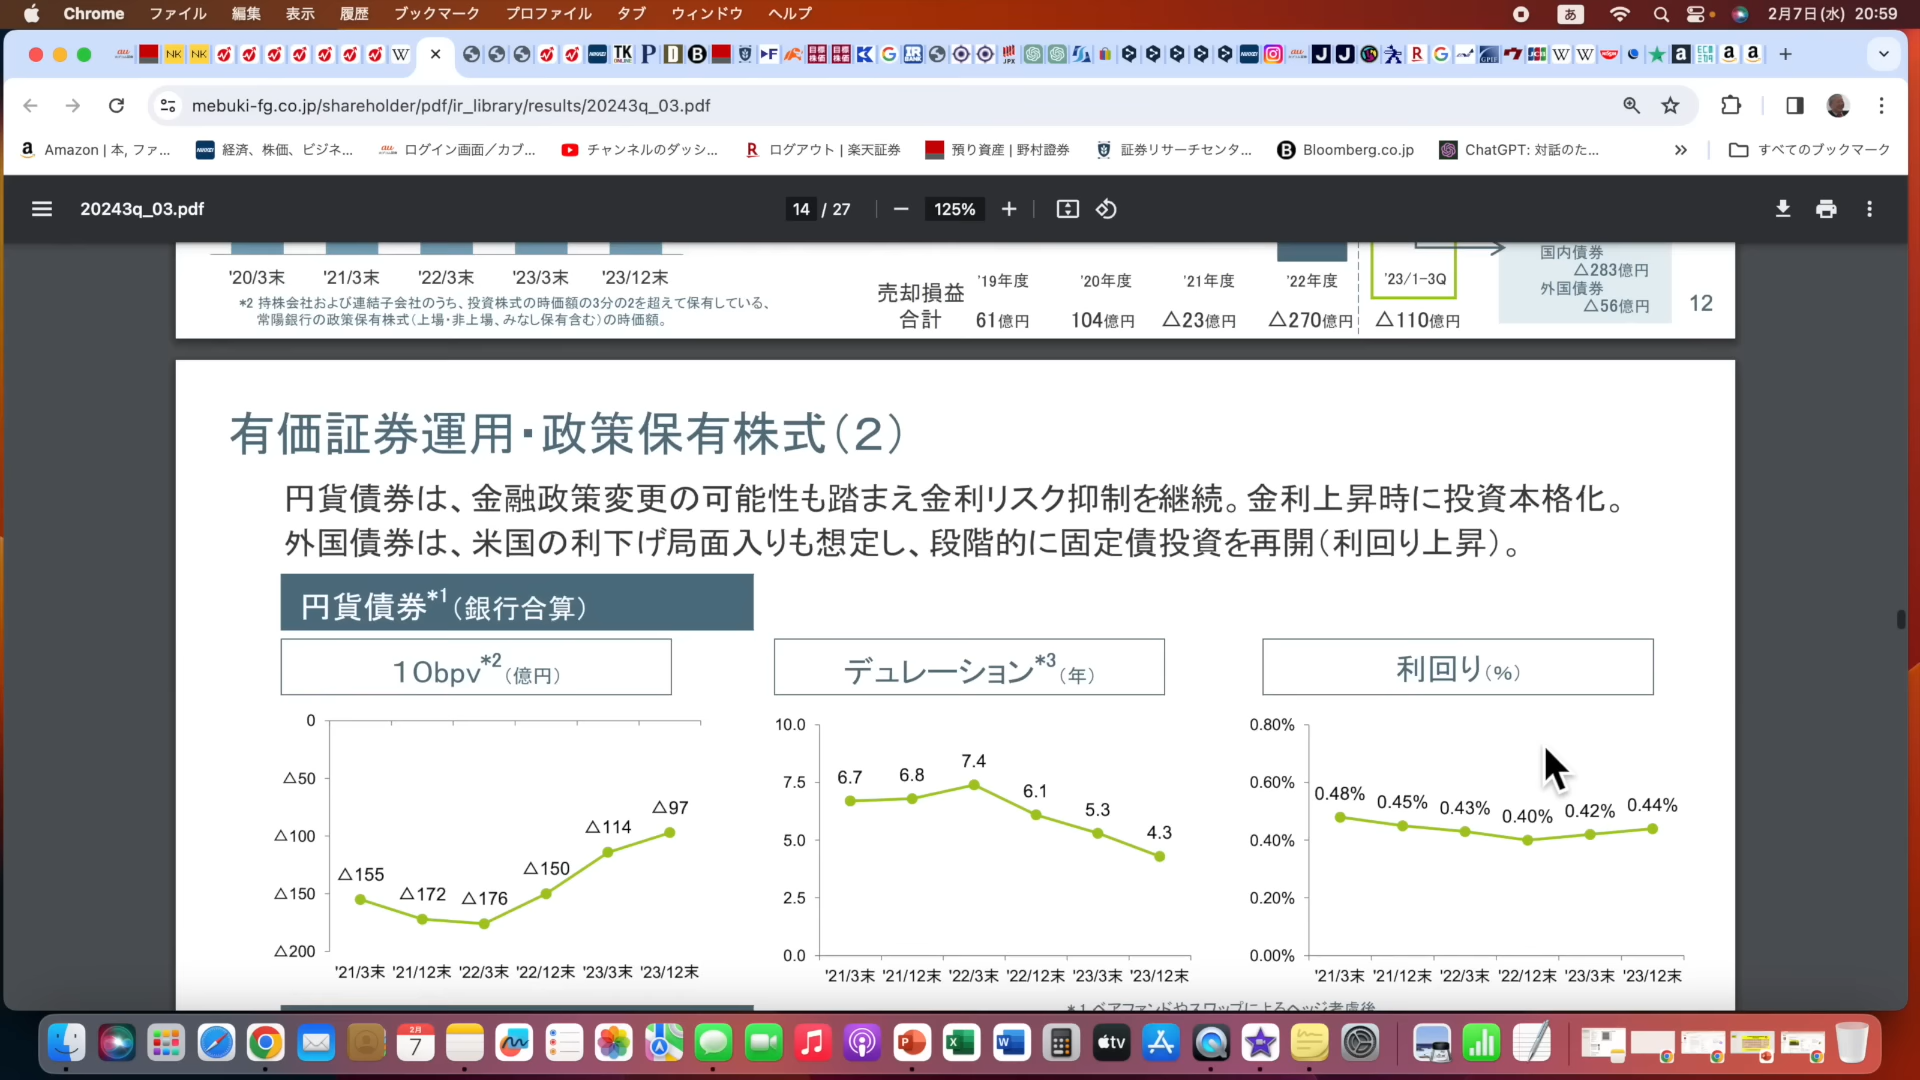 Chrome ファイル 編集 表示 履歴 ブックマーク プロファイル タブ ウィンドウ ヘルプ あ 2月7日(水) 20:59
mebuki-fg.co.jp/shareholder/pdf/ir_library/results/20243q_03.pdf
Amazon | 本, ファ... 経済、株価、ビジネ... ログイン画面／カブ... チャンネルのダッシ... ログアウト | 楽天証券 預り資産 | 野村證券 証券リサーチセンタ... Bloomberg.co.jp ChatGPT: 対話のた... » すべてのブックマーク
20243q_03.pdf 14 / 27 125%
'20/3末 '21/3末 '22/3末 '23/3末 '23/12末
*2 持株会社および連結子会社のうち、投資株式の時価額の3分の2を超えて保有している、
常陽銀行の政策保有株式（上場・非上場、みなし保有含む）の時価額。
売却損益
合計
'19年度 '20年度 '21年度 '22年度 '23/1-3Q
61億円 104億円 △23億円 △270億円 △110億円
国内債券
△283億円
外国債券
△56億円
12
有価証券運用・政策保有株式（２）
円貨債券は、金融政策変更の可能性も踏まえ金利リスク抑制を継続。金利上昇時に投資本格化。
外国債券は、米国の利下げ局面入りも想定し、段階的に固定債投資を再開（利回り上昇）。
円貨債券*1（銀行合算）
１０bpv*2（億円）
0
△50
△100
△150
△200
△155 △172 △176 △150 △114 △97
'21/3末 '21/12末 '22/3末 '22/12末 '23/3末 '23/12末
デュレーション*3（年）
10.0
7.5
5.0
2.5
0.0
6.7 6.8 7.4 6.1 5.3 4.3
'21/3末 '21/12末 '22/3末 '22/12末 '23/3末 '23/12末
利回り（%）
0.80%
0.60%
0.40%
0.20%
0.00%
0.48% 0.45% 0.43% 0.40% 0.42% 0.44%
'21/3末 '21/12末 '22/3末 '22/12末 '23/3末 '23/12末
*1 ベアファンドやスワップによるヘッジ考慮後
2月
7
tv